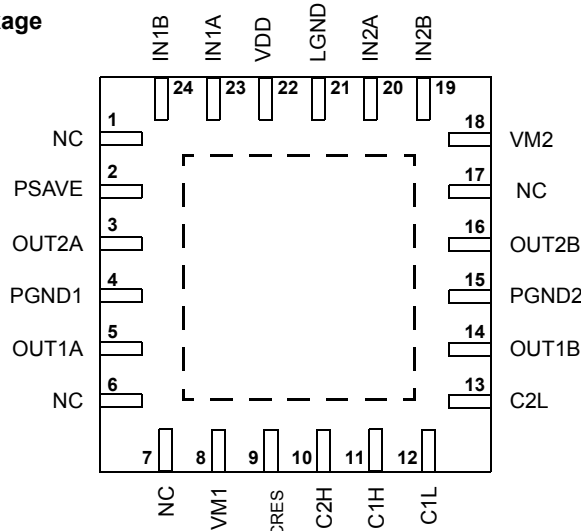 kage
IN1B IN1A VDD LGND IN2A IN2B
24 23 22 21 20 19
NC 1
PSAVE 2
OUT2A 3
PGND1 4
OUT1A 5
NC 6
18 VM2
17 NC
16 OUT2B
15 PGND2
14 OUT1B
13 C2L
7 8 9 10 11 12
NC VM1 CRES C2H C1H C1L